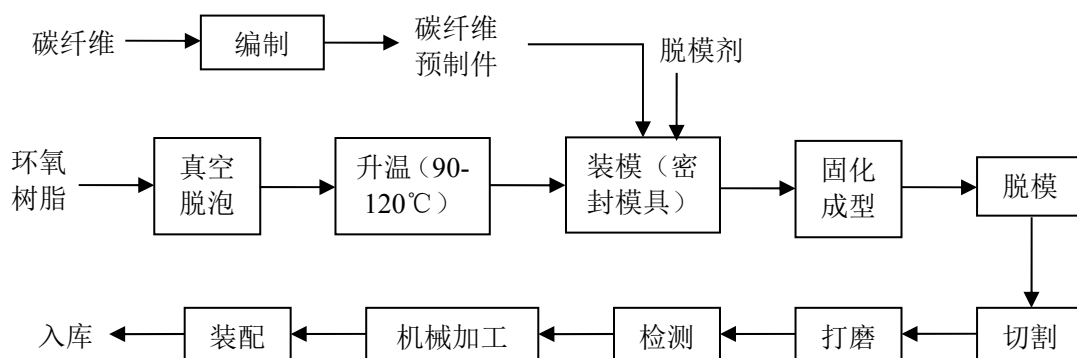 碳纤维
编制
碳纤维
预制件
脱模剂
环氧
树脂
真空
脱泡
升温（90-
120℃）
装模（密
封模具）
固化
成型
脱模
入库
装配
机械加工
检测
打磨
切割